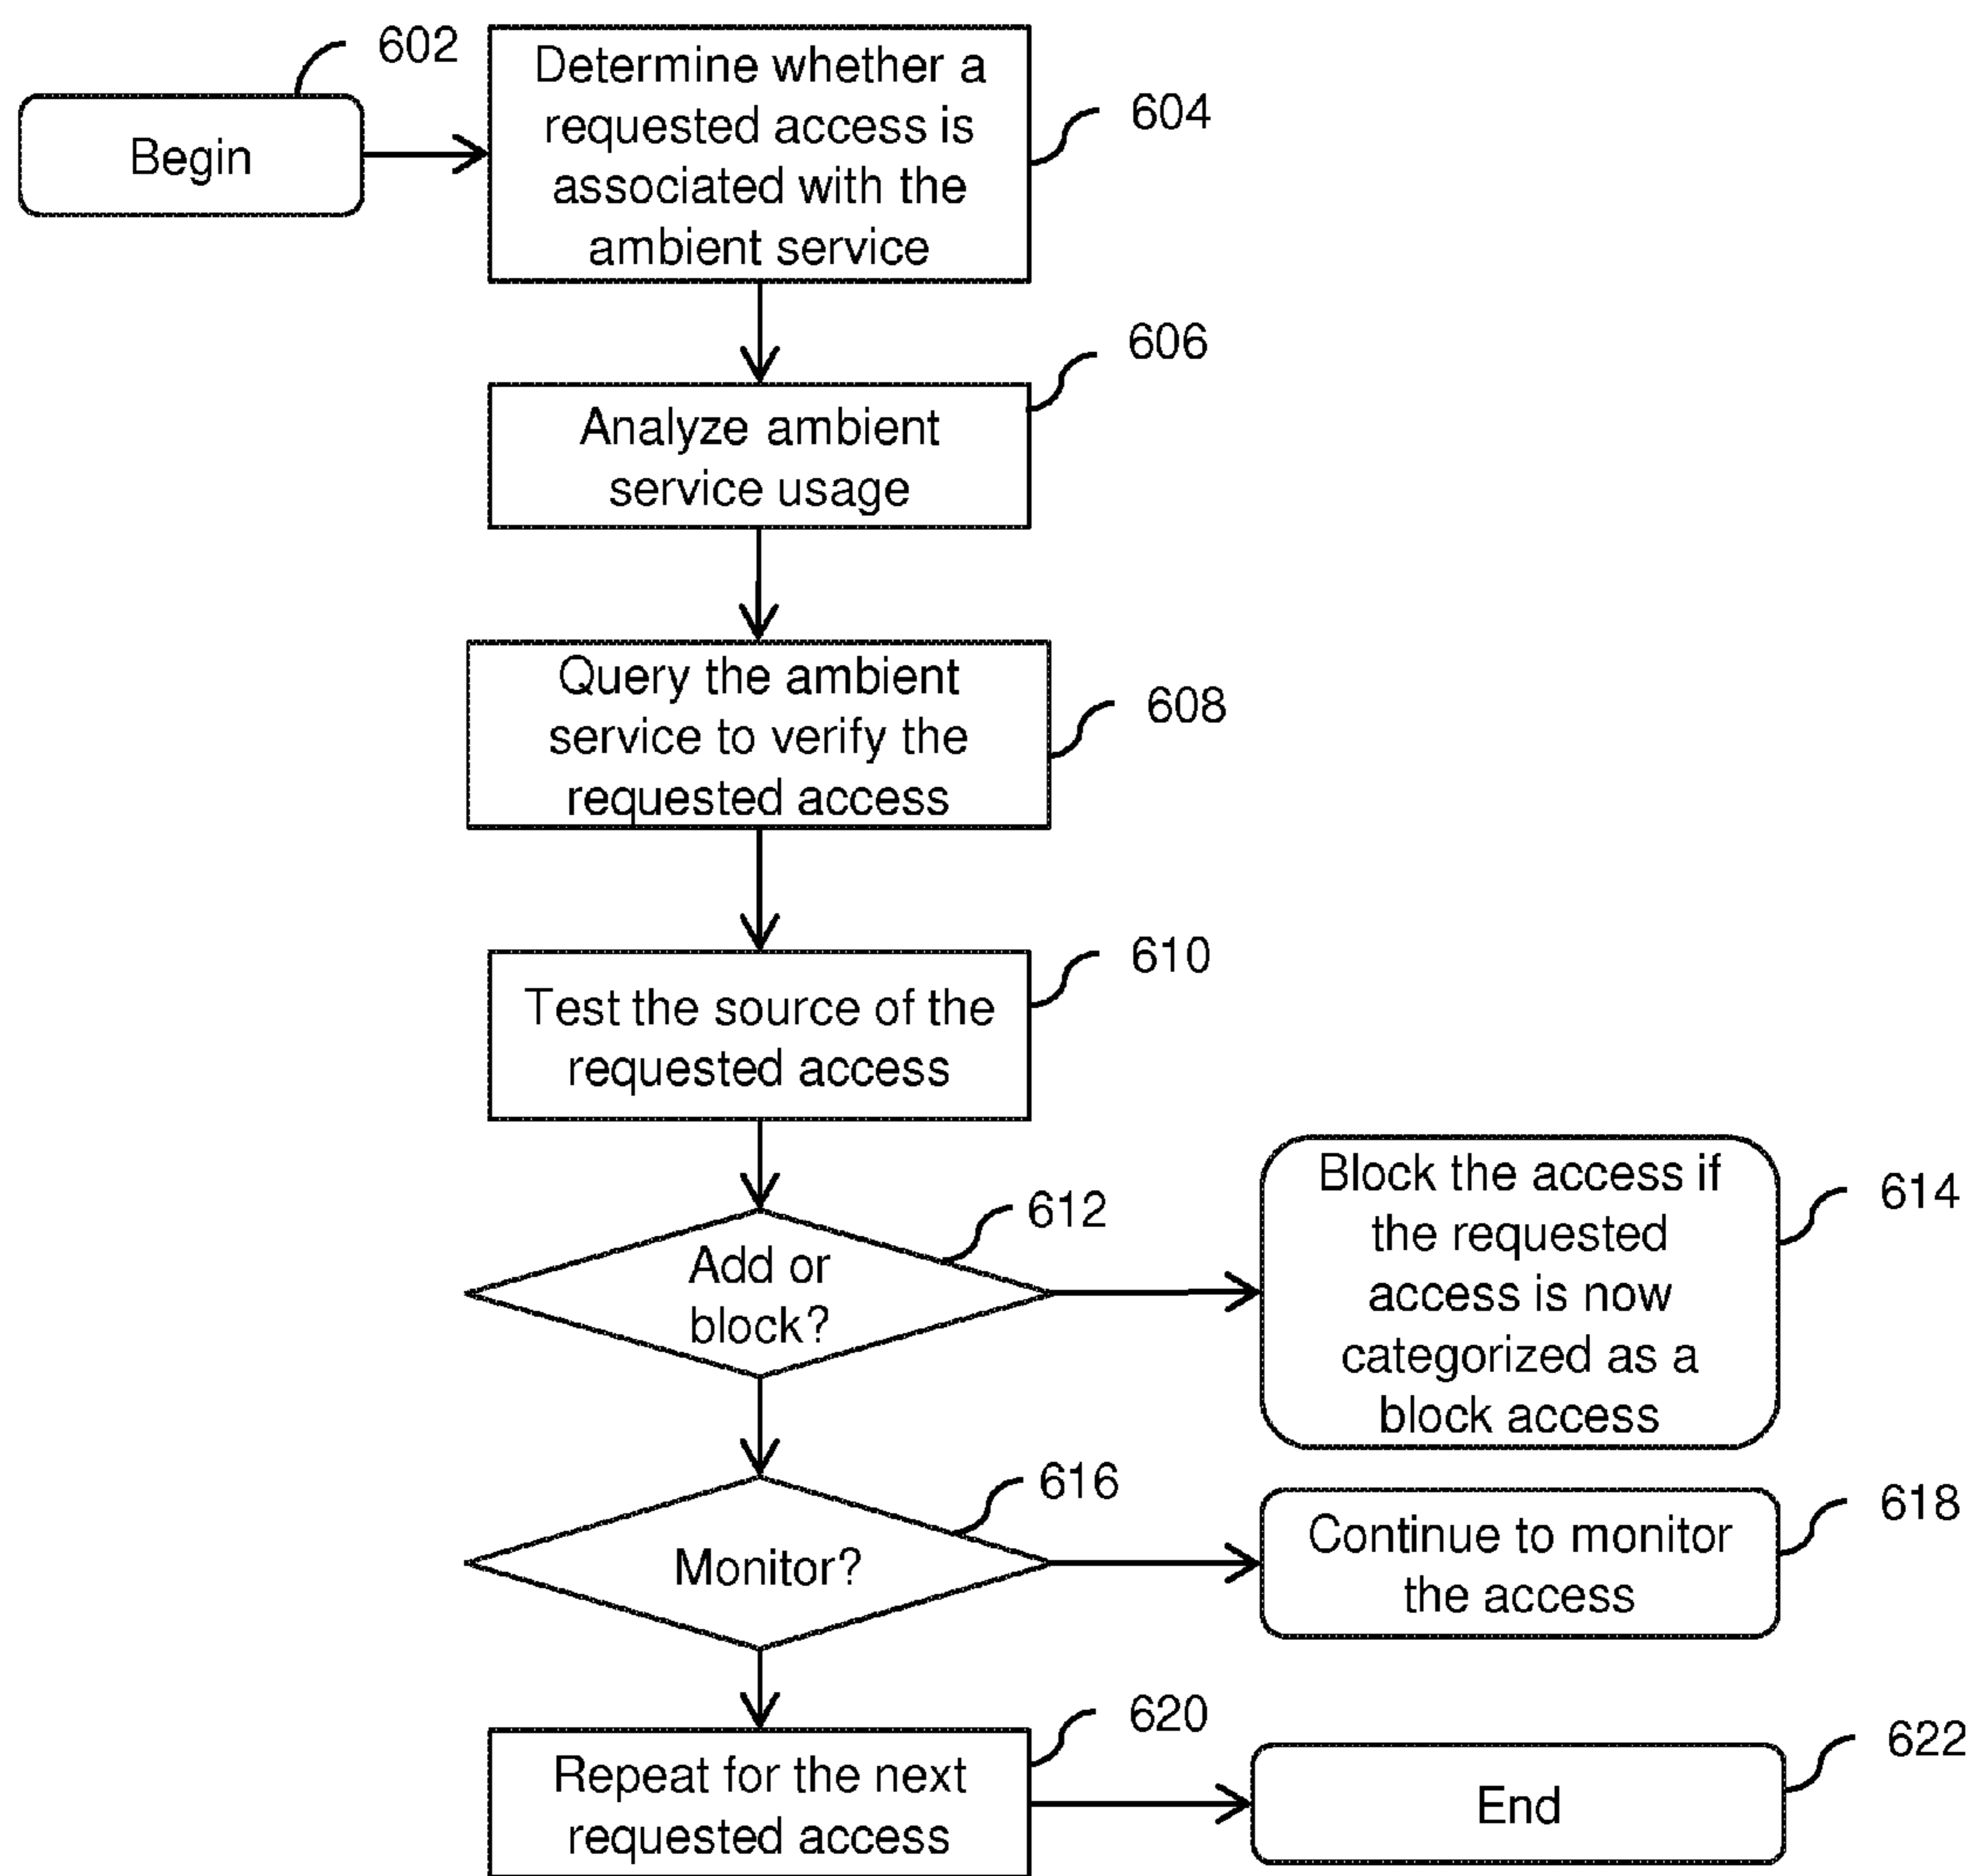 602
Begin
Determine whether a
requested access is
associated with the
ambient service
604
606
Analyze ambient
service usage
Query the ambient
service to verify the
requested access
608
610
Test the source of the
requested access
612
Add or
block?
Block the access if
the requested
access is now
categorized as a
block access
614
616
Monitor?
Continue to monitor
the access
618
620
Repeat for the next
requested access
End
622